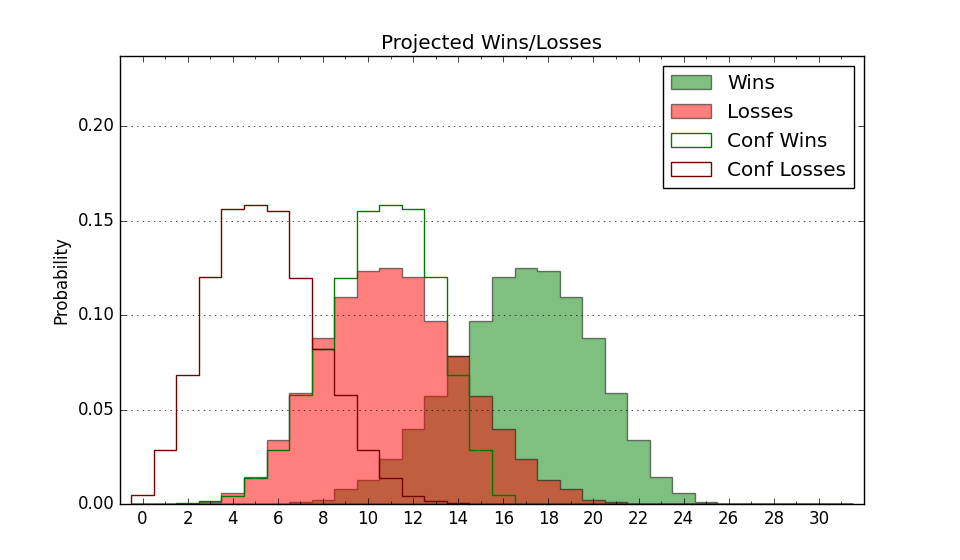 Projected Wins/Losses
Wins
Losses
Conf Wins
Conf Losses
Probability
0.20
0.15
0.10
0.05
0.00
0 2 4 6 8 10 12 14 16 18 20 22 24 26 28 30